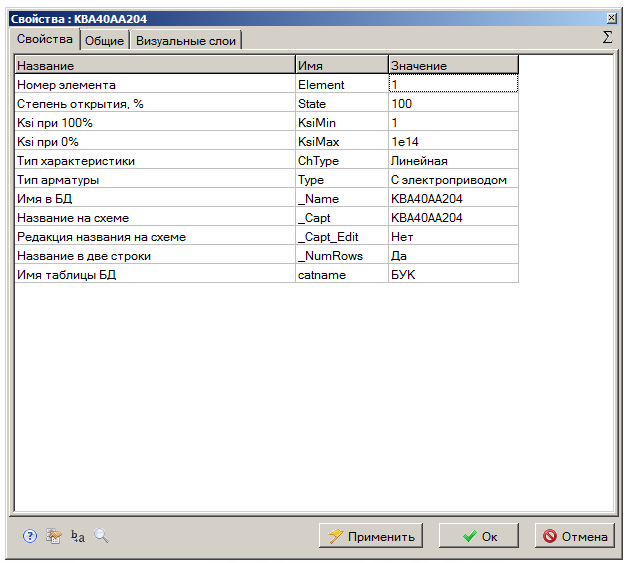 Свойства : KBA40AA204
Свойства Общие Визуальные слои Σ
Название Имя Значение
Номер элемента Element 1
Степень открытия, % State 100
Ksi при 100% KsiMin 1
Ksi при 0% KsiMax 1e14
Тип характеристики ChType Линейная
Тип арматуры Type С электроприводом
Имя в БД _Name KBA40AA204
Название на схеме _Capt KBA40AA204
Редакция названия на схеме _Capt_Edit Нет
Название в две строки _NumRows Да
Имя таблицы БД catname БУК
Применить Ок Отмена